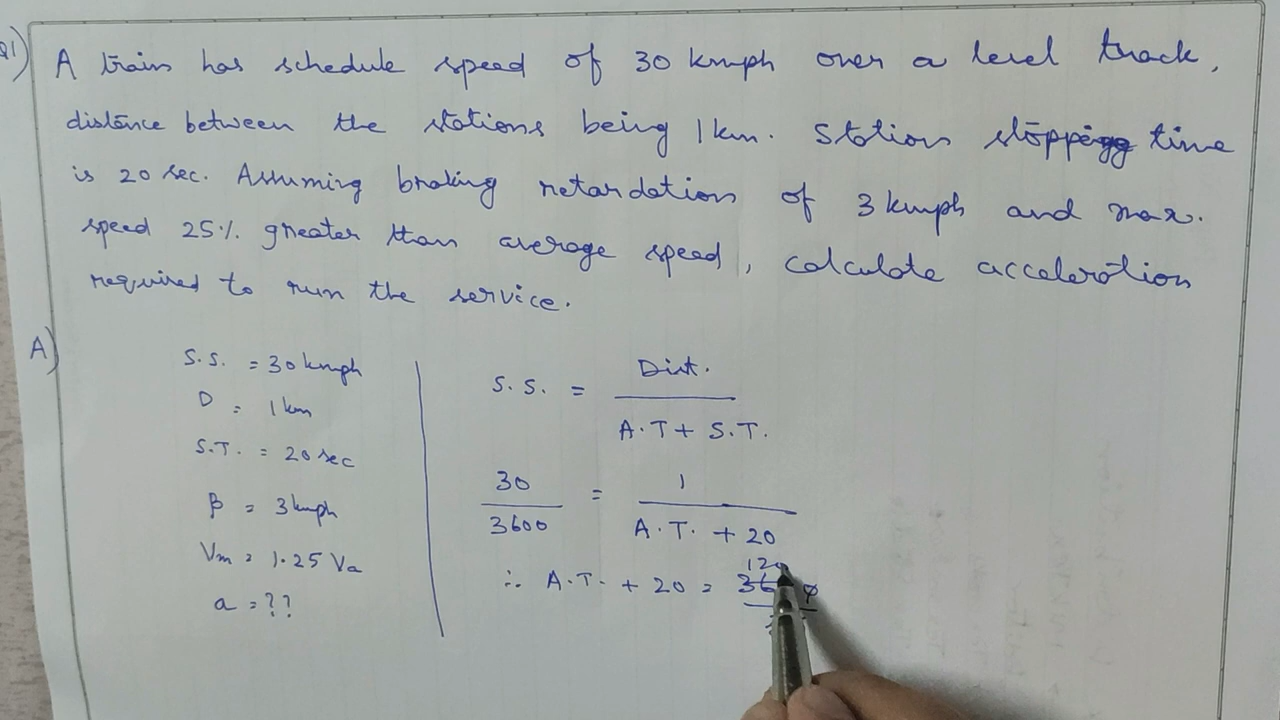 Q1) A train has schedule speed of 30 kmph over a level track,
distance between the stations being 1 km. Station stopping time
is 20 sec. Assuming braking retardation of 3 kmph and max.
speed 25% greater than average speed, calculate acceleration
required to run the service.
A)
S.S. = 30 kmph
D = 1 km
S.T. = 20 sec
β = 3 kmph
Vm = 1.25 Va
a = ??
S.S. = Dist.
A.T + S.T.
30 = 1
3600 A.T. + 20
120
∴ A.T. + 20 =